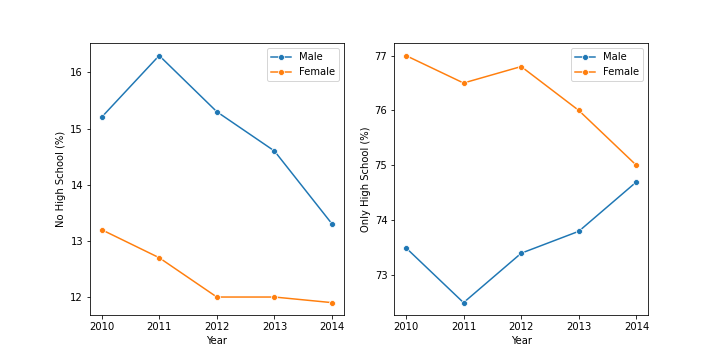 No High School (%)
16
15
14
13
12
2010 2011 2012 2013 2014
Year
Male
Female
Only High School (%)
77
76
75
74
73
2010 2011 2012 2013 2014
Year
Male
Female